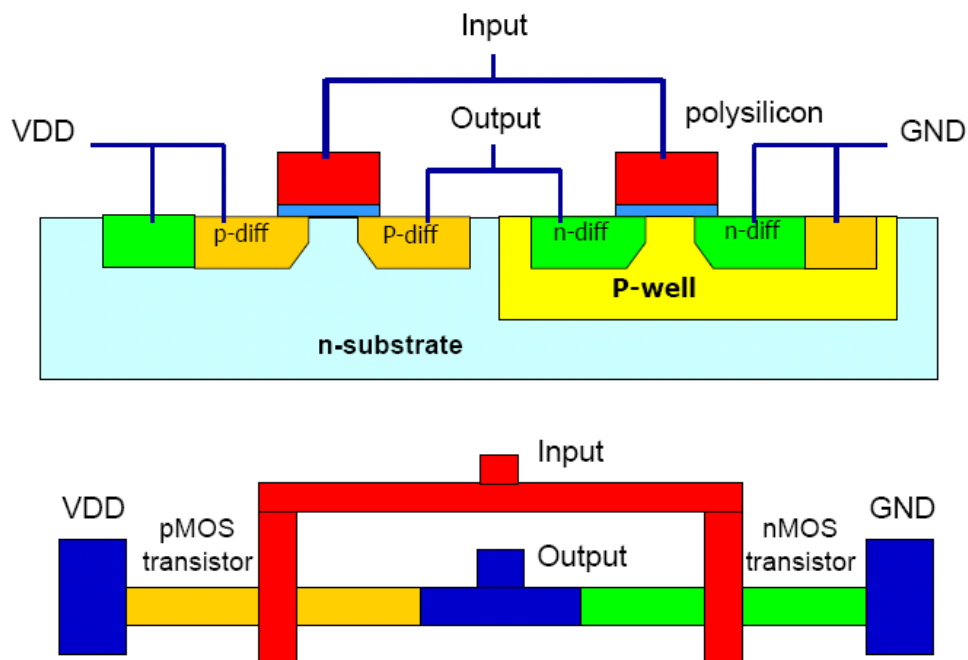 Input
VDD
Output
polysilicon
GND
p-diff
P-diff
n-diff
n-diff
P-well
n-substrate
Input
VDD
GND
pMOS
transistor
Output
nMOS
transistor